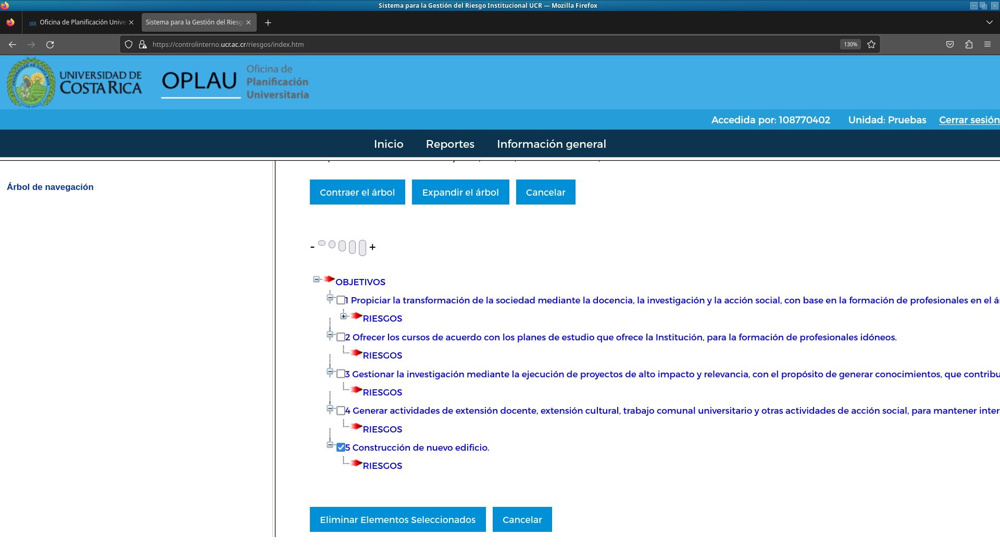 Sistema para la Gestión del Riesgo Institucional UCR — Mozilla Firefox
UCR Oficina de Planificación Unive
Sistema para la Gestión del Riesg
https://controlinterno.ucr.ac.cr/riesgos/index.htm
130%
UNIVERSIDAD DE
COSTA RICA
OPLAU
Oficina de
Planificación
Universitaria
Accedida por: 108770402 Unidad: Pruebas Cerrar sesión
Inicio Reportes Información general
Árbol de navegación
Contraer el árbol Expandir el árbol Cancelar
- +
OBJETIVOS
1 Propiciar la transformación de la sociedad mediante la docencia, la investigación y la acción social, con base en la formación de profesionales en el á
RIESGOS
2 Ofrecer los cursos de acuerdo con los planes de estudio que ofrece la Institución, para la formación de profesionales idóneos.
RIESGOS
3 Gestionar la investigación mediante la ejecución de proyectos de alto impacto y relevancia, con el propósito de generar conocimientos, que contribu
RIESGOS
4 Generar actividades de extensión docente, extensión cultural, trabajo comunal universitario y otras actividades de acción social, para mantener inter
RIESGOS
5 Construcción de nuevo edificio.
RIESGOS
Eliminar Elementos Seleccionados Cancelar